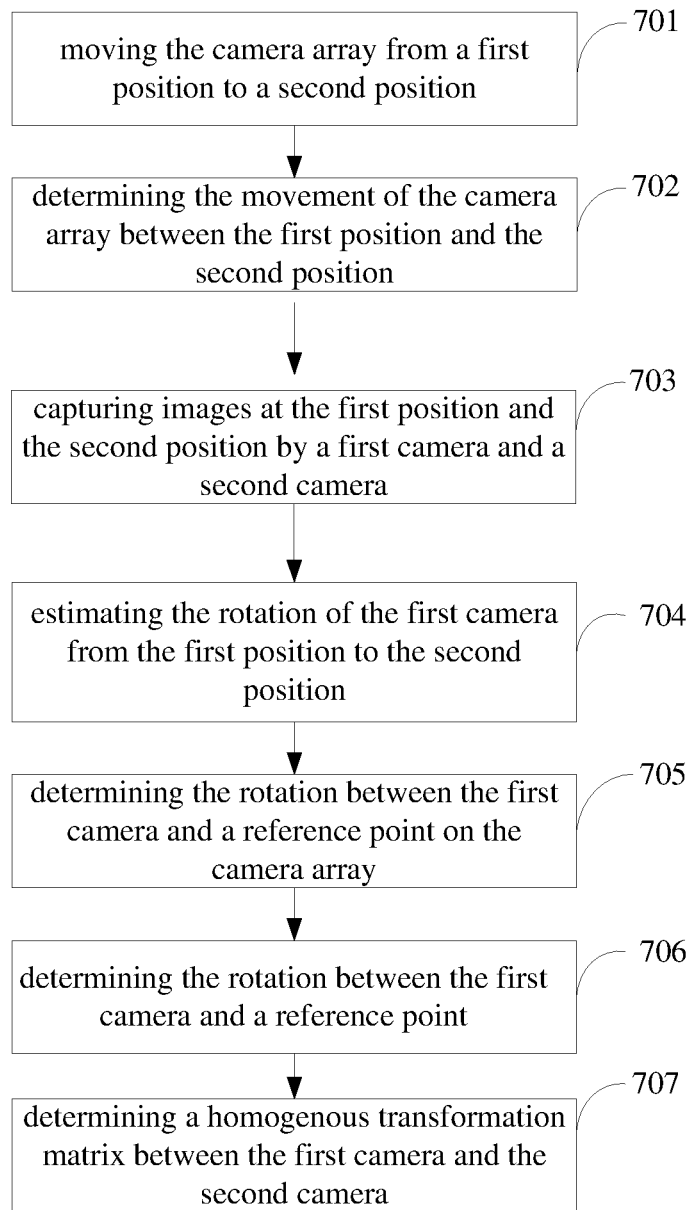 701
moving the camera array from a first
position to a second position
702
determining the movement of the camera
array between the first position and the
second position
703
capturing images at the first position and
the second position by a first camera and a
second camera
704
estimating the rotation of the first camera
from the first position to the second
position
705
determining the rotation between the first
camera and a reference point on the
camera array
706
determining the rotation between the first
camera and a reference point
707
determining a homogenous transformation
matrix between the first camera and the
second camera